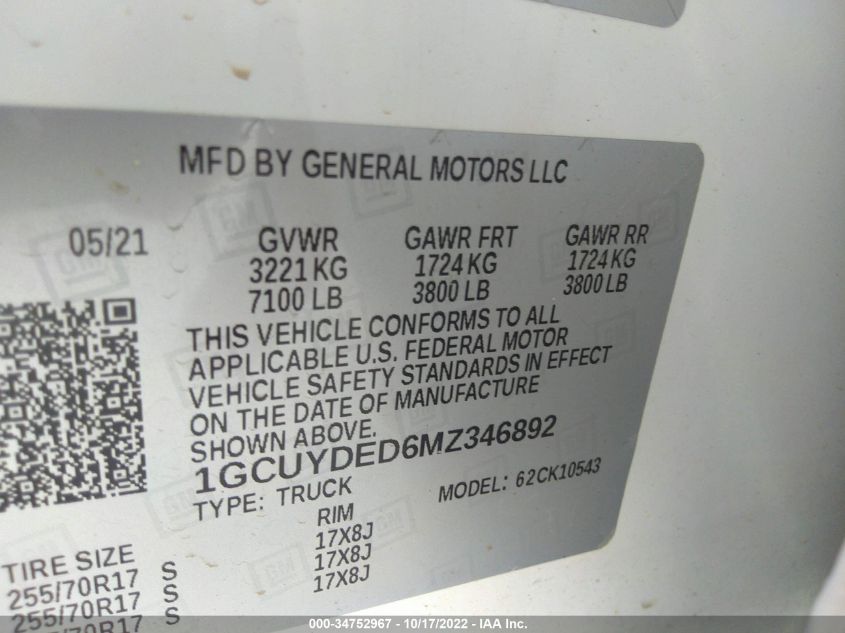 MFD BY GENERAL MOTORS LLC
05/21 GVWR GAWR FRT GAWR RR
3221 KG 1724 KG 1724 KG
7100 LB 3800 LB 3800 LB
THIS VEHICLE CONFORMS TO ALL
APPLICABLE U.S. FEDERAL MOTOR
VEHICLE SAFETY STANDARDS IN EFFECT
ON THE DATE OF MANUFACTURE
SHOWN ABOVE.
1GCUYDED6MZ346892
TYPE: TRUCK MODEL: 62CK10543
TIRE SIZE RIM
255/70R17 S 17X8J
255/70R17 S 17X8J
255/70R17 S 17X8J
000-34752967 - 10/17/2022 - IAA Inc.